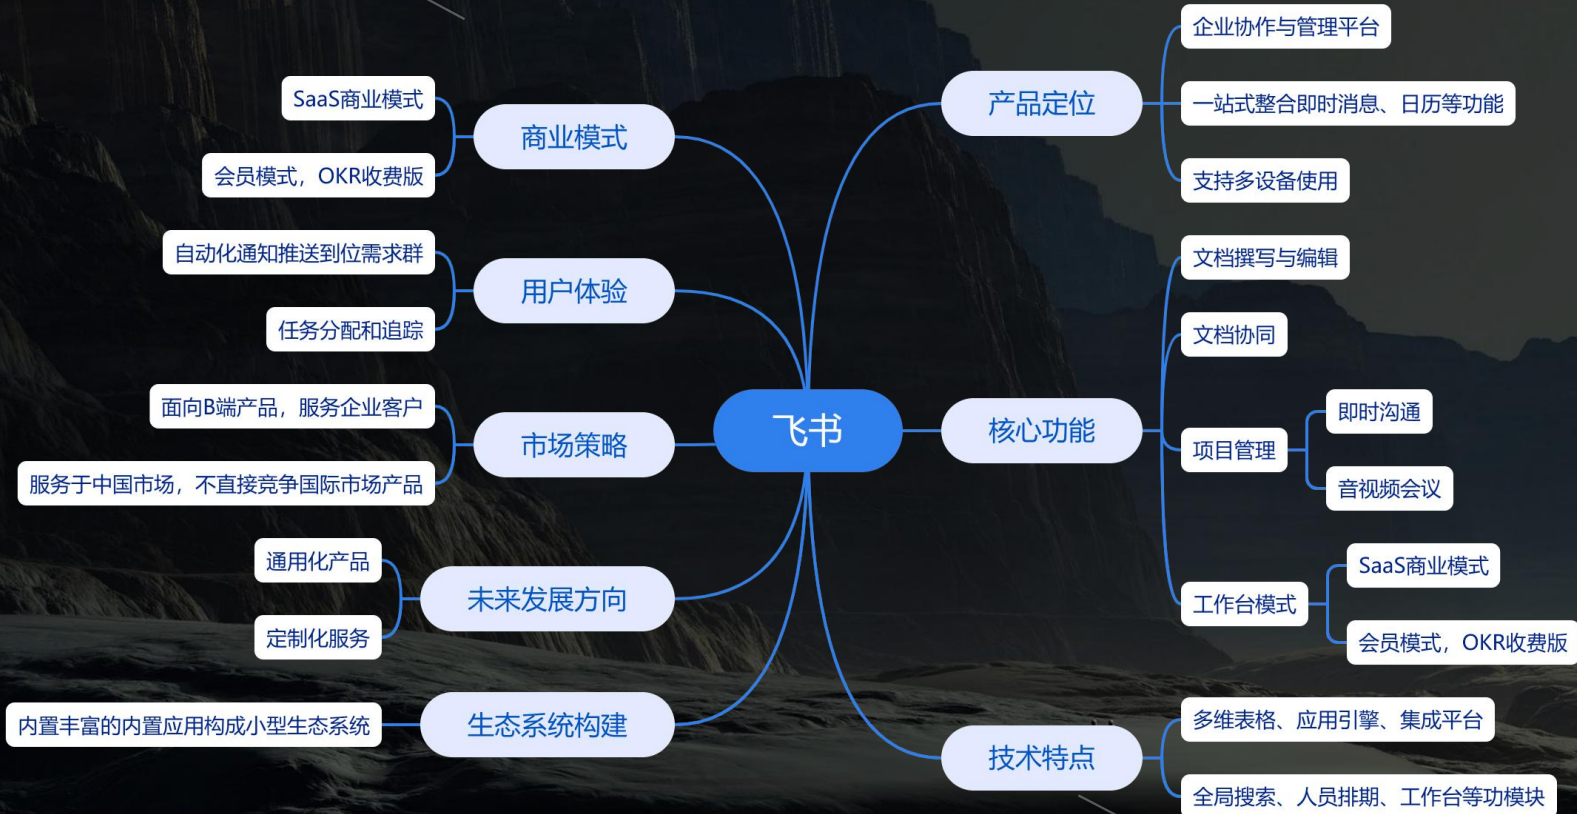 飞书
产品定位
企业协作与管理平台
一站式整合即时消息、日历等功能
支持多设备使用
核心功能
文档撰写与编辑
文档协同
项目管理
即时沟通
音视频会议
工作台模式
SaaS商业模式
会员模式，OKR收费版
技术特点
多维表格、应用引擎、集成平台
全局搜索、人员排期、工作台等功模块
商业模式
SaaS商业模式
会员模式，OKR收费版
用户体验
自动化通知推送到位需求群
任务分配和追踪
市场策略
面向B端产品，服务企业客户
服务于中国市场，不直接竞争国际市场产品
未来发展方向
通用化产品
定制化服务
生态系统构建
内置丰富的内置应用构成小型生态系统